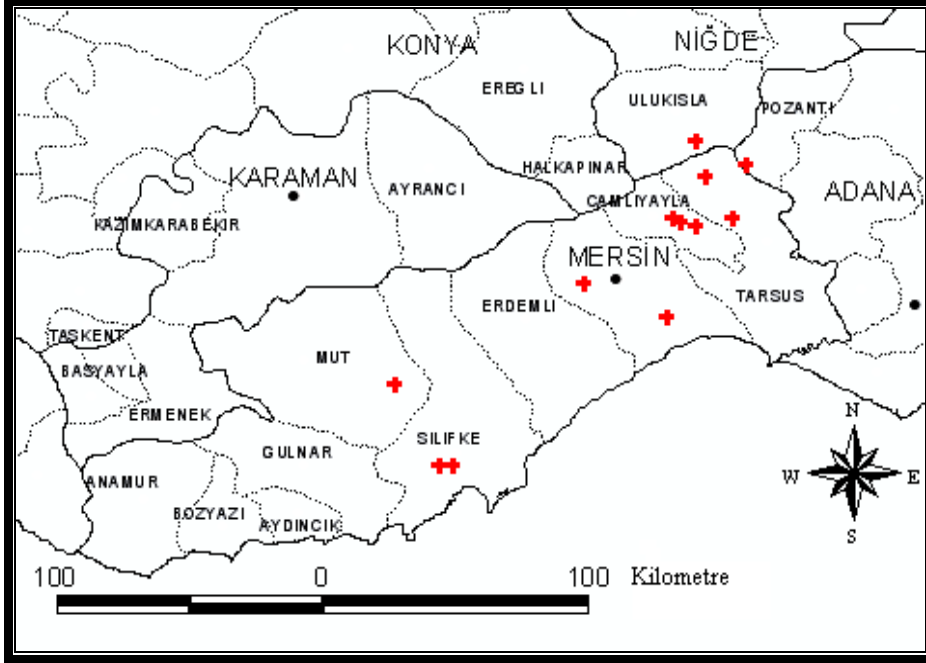 KONYA
NİĞDE
EREGLI
ULUKISLA
POZANTI
HALKAPINAR
KARAMAN
AYRANCI
ADANA
CAMLIYAYLA
KAZIMKARABEKIR
MERSİN
TARSUS
ERDEMLI
TASKENT
MUT
BASYAYLA
ERMENEK
SILIFKE
GULNAR
ANAMUR
BOZYAZI
AYDINCIK
N
W
E
S
100 0 100 Kilometre